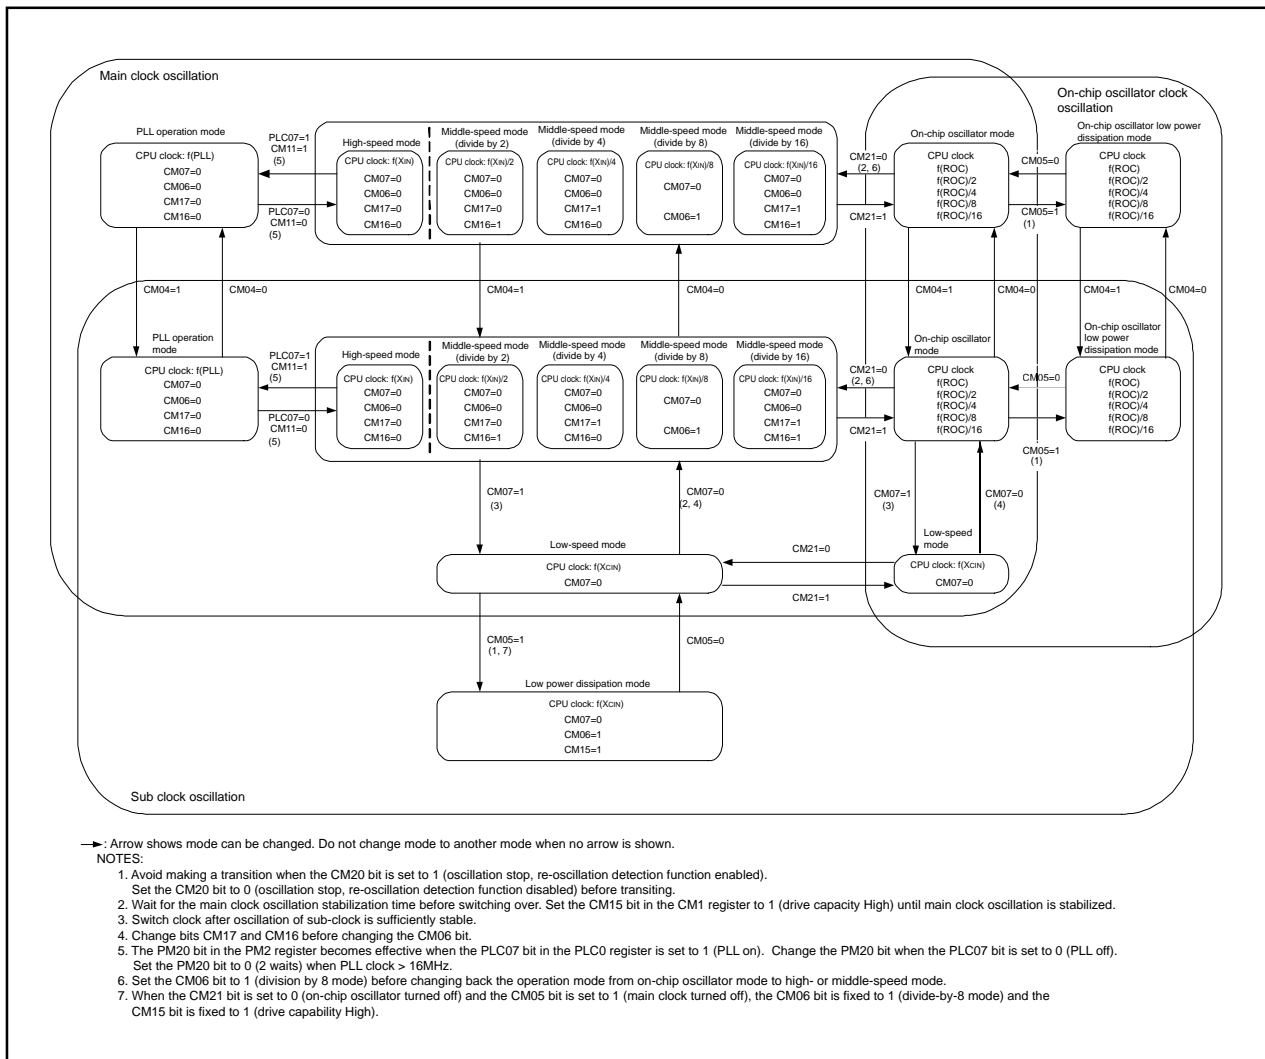 Main clock oscillation
On-chip oscillator clock
oscillation
PLL operation mode
CPU clock: f(PLL)
CM07=0
CM06=0
CM17=0
CM16=0
PLC07=1
CM11=1
(5)
PLC07=0
CM11=0
(5)
High-speed mode
CPU clock: f(XIN)
CM07=0
CM06=0
CM17=0
CM16=0
Middle-speed mode
(divide by 2)
CPU clock: f(XIN)/2
CM07=0
CM06=0
CM17=0
CM16=1
Middle-speed mode
(divide by 4)
CPU clock: f(XIN)/4
CM07=0
CM06=0
CM17=1
CM16=0
Middle-speed mode
(divide by 8)
CPU clock: f(XIN)/8
CM07=0
CM06=1
Middle-speed mode
(divide by 16)
CPU clock: f(XIN)/16
CM07=0
CM06=0
CM17=1
CM16=1
CM21=0
(2, 6)
CM21=1
On-chip oscillator mode
CPU clock
f(ROC)
f(ROC)/2
f(ROC)/4
f(ROC)/8
f(ROC)/16
CM05=0
CM05=1
(1)
On-chip oscillator low power
dissipation mode
CPU clock
f(ROC)
f(ROC)/2
f(ROC)/4
f(ROC)/8
f(ROC)/16
CM04=1
CM04=0
CM04=1
CM04=0
CM04=1
CM04=0
CM04=1
CM04=0
PLL operation
mode
CPU clock: f(PLL)
CM07=0
CM06=0
CM17=0
CM16=0
PLC07=1
CM11=1
(5)
PLC07=0
CM11=0
(5)
High-speed mode
CPU clock: f(XIN)
CM07=0
CM06=0
CM17=0
CM16=0
Middle-speed mode
(divide by 2)
CPU clock: f(XIN)/2
CM07=0
CM06=0
CM17=0
CM16=1
Middle-speed mode
(divide by 4)
CPU clock: f(XIN)/4
CM07=0
CM06=0
CM17=1
CM16=0
Middle-speed mode
(divide by 8)
CPU clock: f(XIN)/8
CM07=0
CM06=1
Middle-speed mode
(divide by 16)
CPU clock: f(XIN)/16
CM07=0
CM06=0
CM17=1
CM16=1
CM21=0
(2, 6)
CM21=1
On-chip oscillator
mode
CPU clock
f(ROC)
f(ROC)/2
f(ROC)/4
f(ROC)/8
f(ROC)/16
CM05=0
CM05=1
(1)
On-chip oscillator
low power
dissipation mode
CPU clock
f(ROC)
f(ROC)/2
f(ROC)/4
f(ROC)/8
f(ROC)/16
CM07=1
(3)
CM07=0
(2, 4)
CM07=1
(3)
CM07=0
(4)
Low-speed mode
CPU clock: f(XCIN)
CM07=0
CM21=0
CM21=1
Low-speed
mode
CPU clock: f(XCIN)
CM07=0
CM05=1
(1, 7)
CM05=0
Low power dissipation mode
CPU clock: f(XCIN)
CM07=0
CM06=1
CM15=1
Sub clock oscillation
: Arrow shows mode can be changed. Do not change mode to another mode when no arrow is shown.
NOTES:
1. Avoid making a transition when the CM20 bit is set to 1 (oscillation stop, re-oscillation detection function enabled).
Set the CM20 bit to 0 (oscillation stop, re-oscillation detection function disabled) before transiting.
2. Wait for the main clock oscillation stabilization time before switching over. Set the CM15 bit in the CM1 register to 1 (drive capacity High) until main clock oscillation is stabilized.
3. Switch clock after oscillation of sub-clock is sufficiently stable.
4. Change bits CM17 and CM16 before changing the CM06 bit.
5. The PM20 bit in the PM2 register becomes effective when the PLC07 bit in the PLC0 register is set to 1 (PLL on). Change the PM20 bit when the PLC07 bit is set to 0 (PLL off).
Set the PM20 bit to 0 (2 waits) when PLL clock > 16MHz.
6. Set the CM06 bit to 1 (division by 8 mode) before changing back the operation mode from on-chip oscillator mode to high- or middle-speed mode.
7. When the CM21 bit is set to 0 (on-chip oscillator turned off) and the CM05 bit is set to 1 (main clock turned off), the CM06 bit is fixed to 1 (divide-by-8 mode) and the
CM15 bit is fixed to 1 (drive capability High).